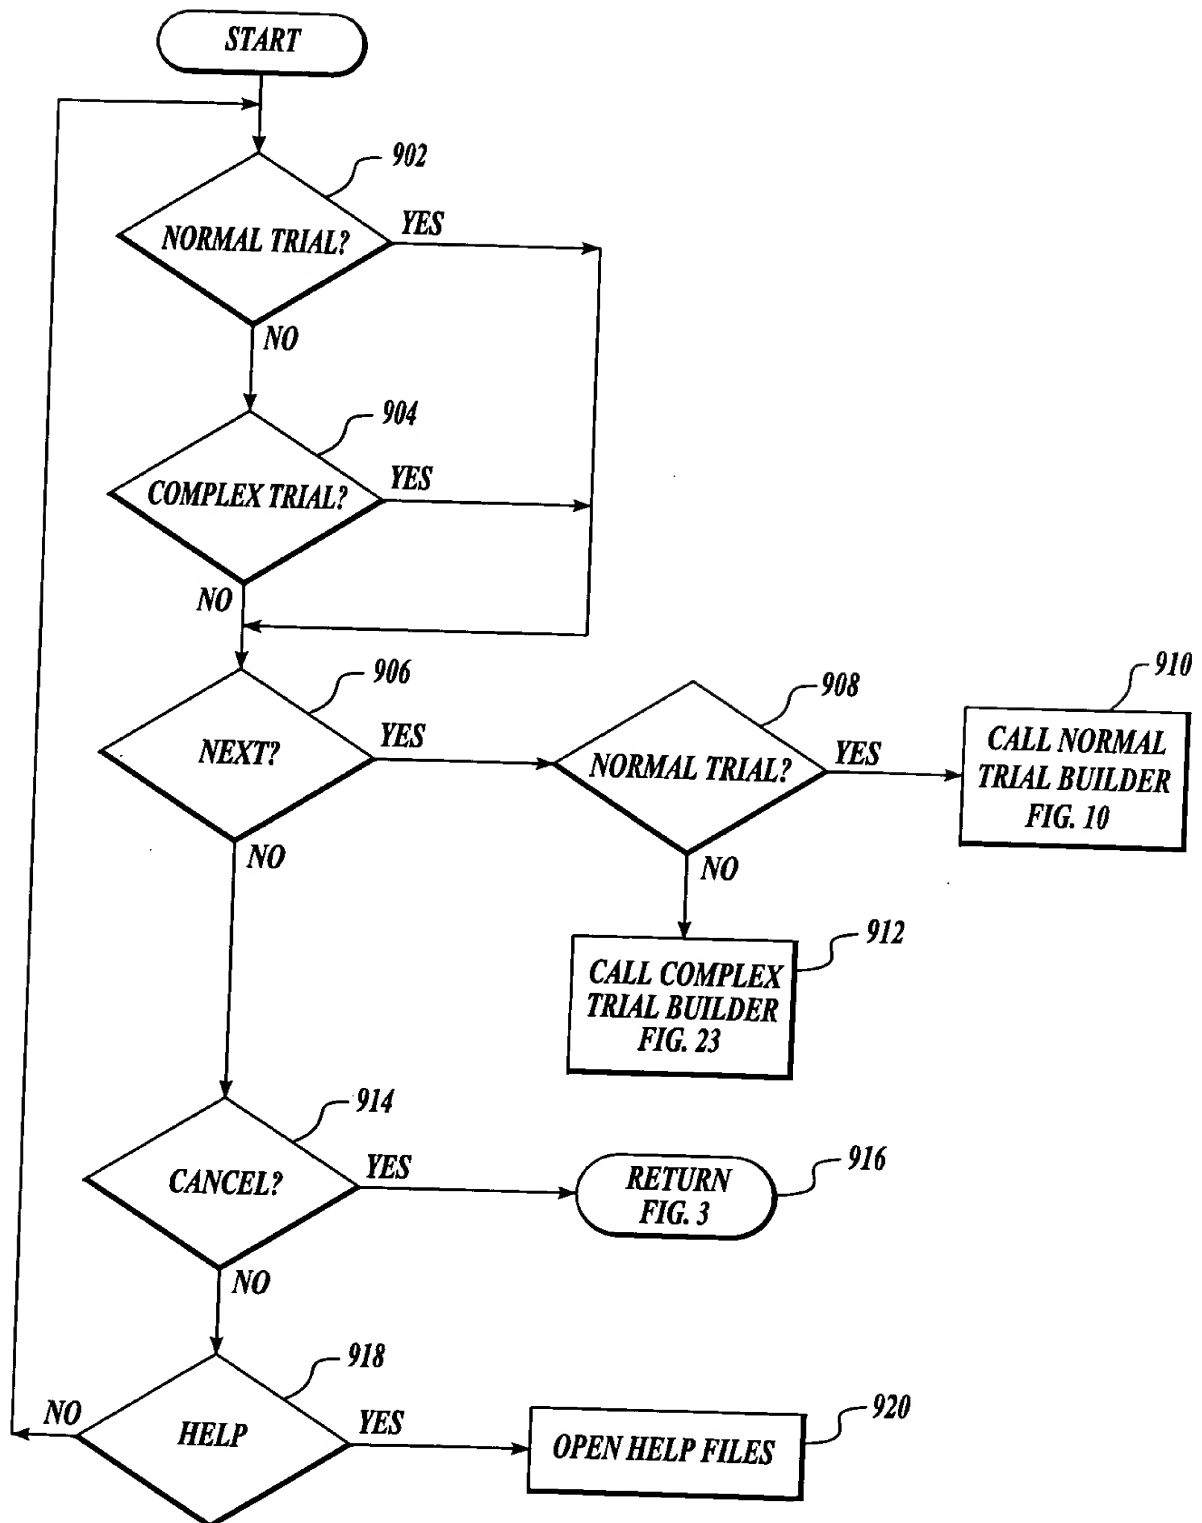 START
902
NORMAL TRIAL?
YES
NO
904
COMPLEX TRIAL?
YES
NO
906
NEXT?
YES
908
NORMAL TRIAL?
YES
910
CALL NORMAL
TRIAL BUILDER
FIG. 10
NO
NO
912
CALL COMPLEX
TRIAL BUILDER
FIG. 23
914
CANCEL?
YES
916
RETURN
FIG. 3
NO
918
NO
HELP
YES
920
OPEN HELP FILES